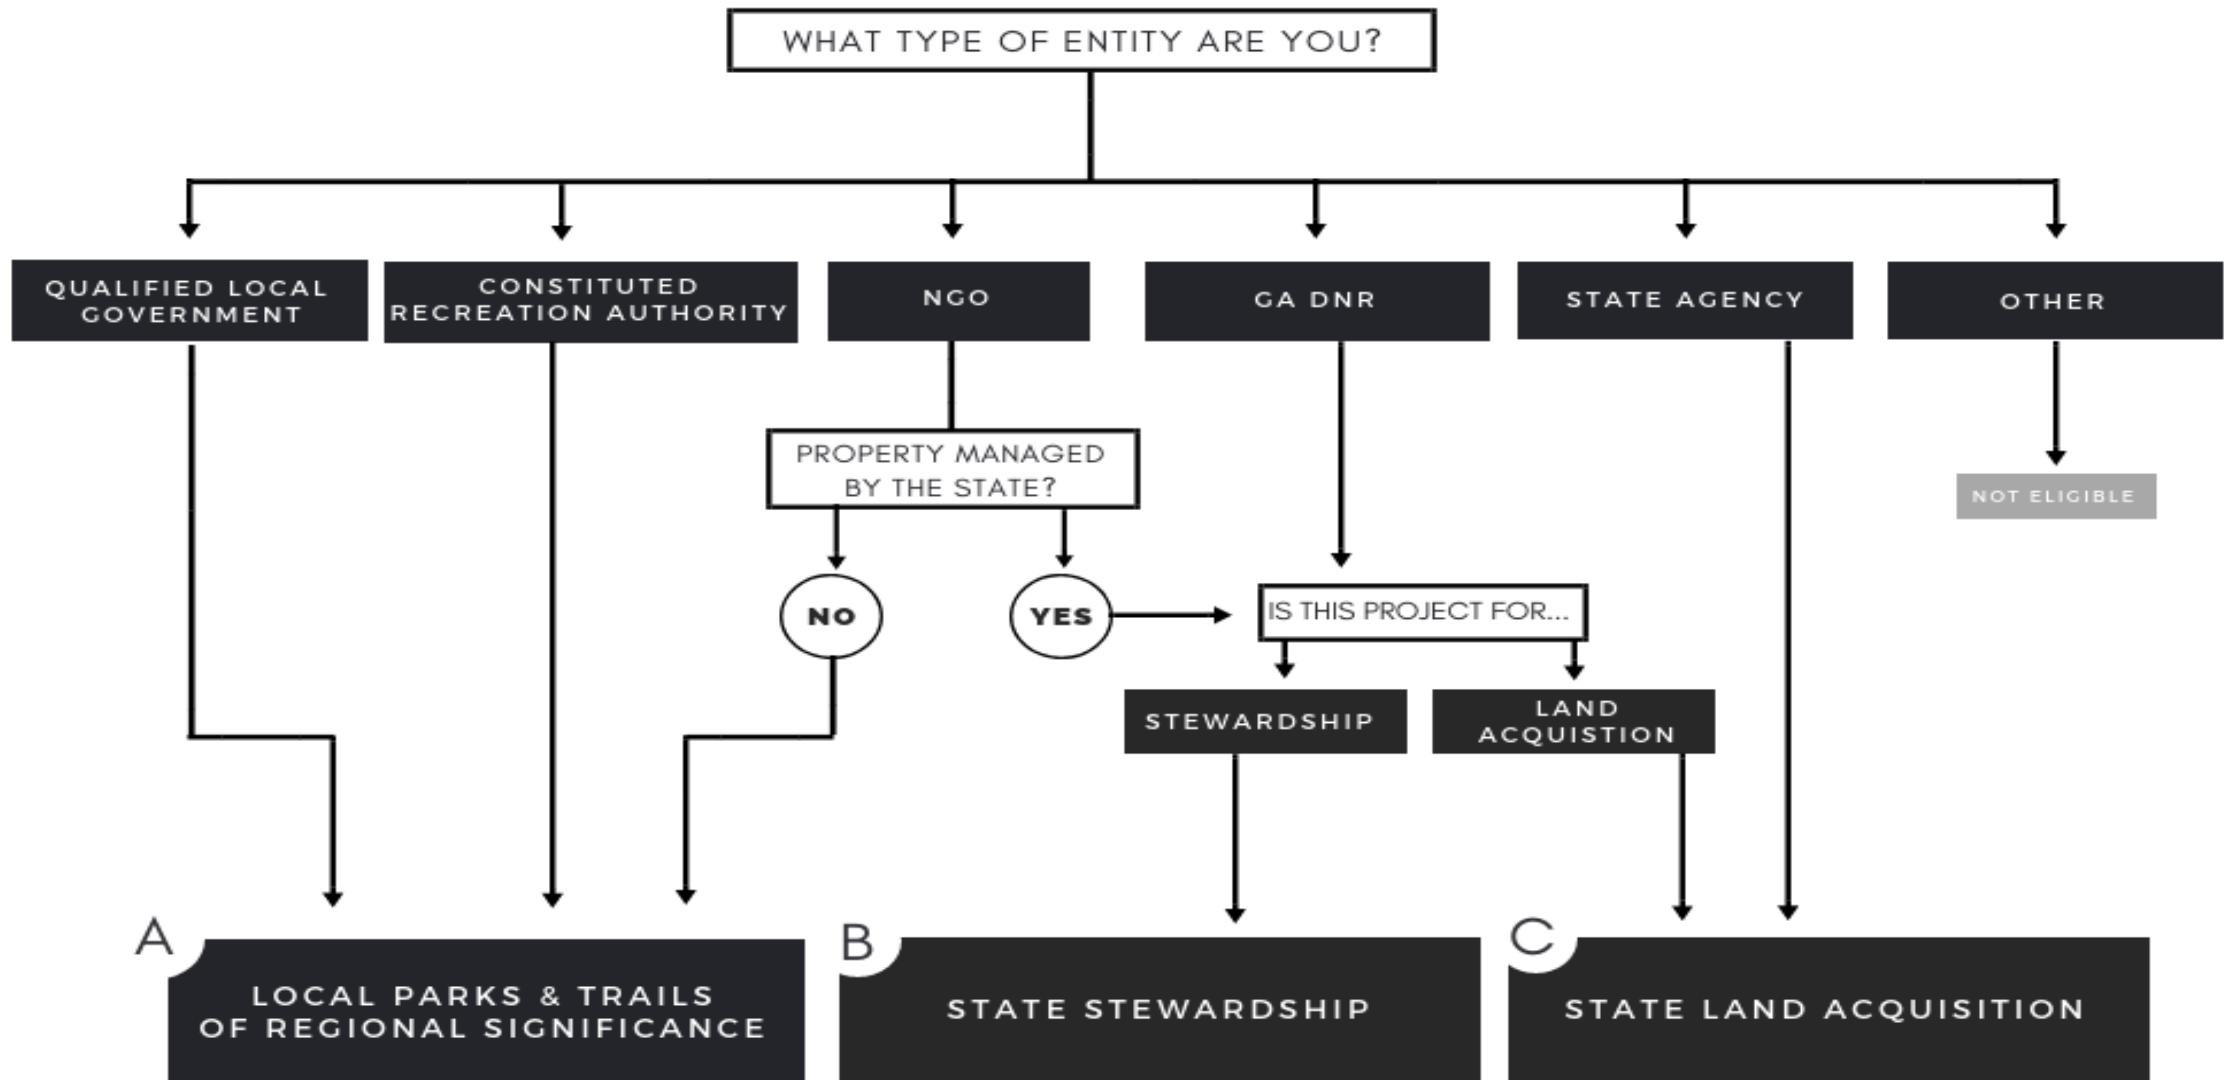 WHAT TYPE OF ENTITY ARE YOU?
QUALIFIED LOCAL
GOVERNMENT
CONSTITUTED
RECREATION AUTHORITY
NGO
GA DNR
STATE AGENCY
OTHER
PROPERTY MANAGED
BY THE STATE?
NOT ELIGIBLE
NO
YES
IS THIS PROJECT FOR...
STEWARDSHIP
LAND
ACQUISTION
A
LOCAL PARKS & TRAILS
OF REGIONAL SIGNIFICANCE
B
STATE STEWARDSHIP
C
STATE LAND ACQUISITION